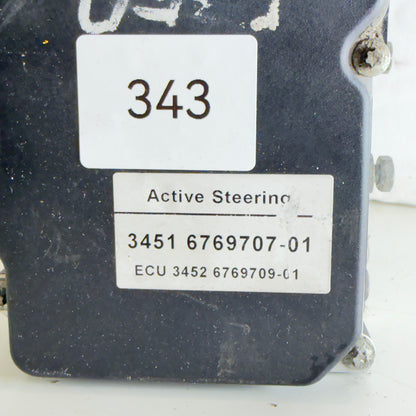 343
Active Steering
3451 6769707-01
ECU 3452 6769709-01